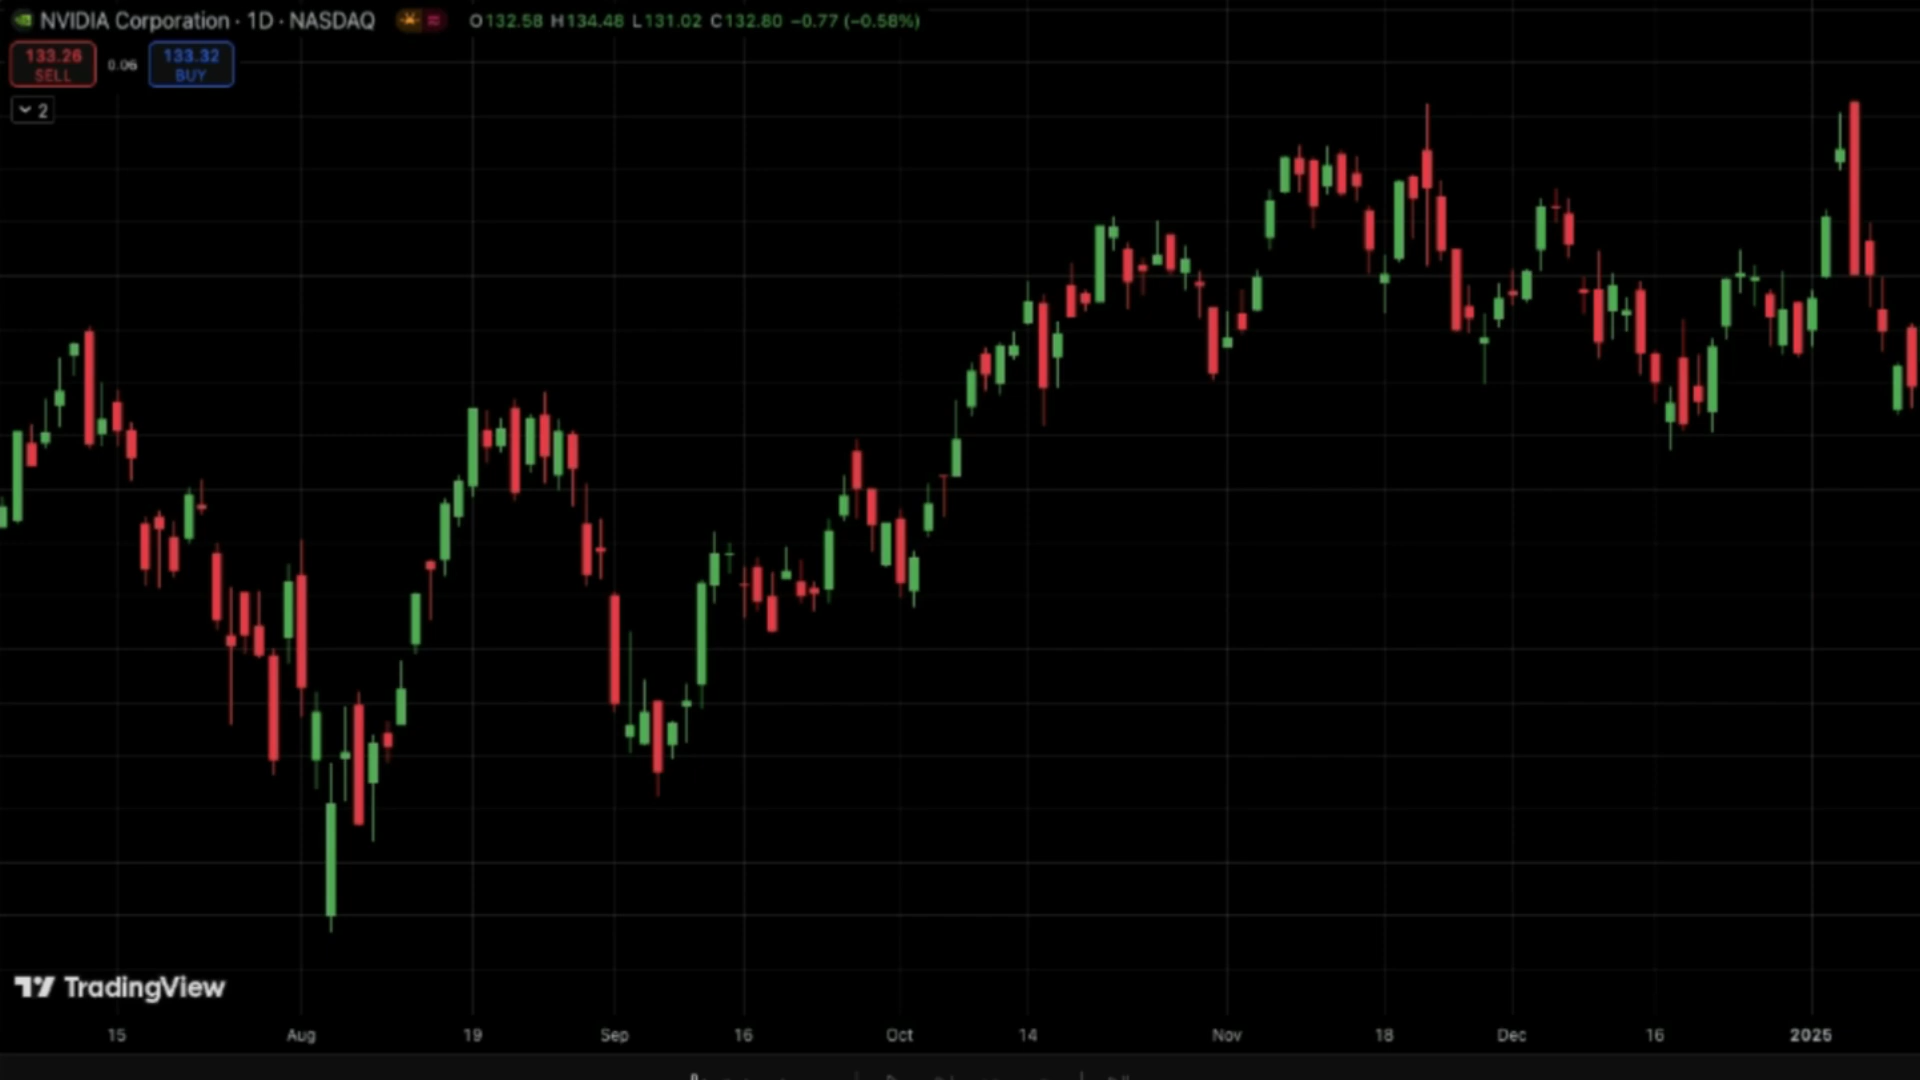 NVIDIA Corporation · 1D · NASDAQ O132.58 H134.48 L131.02 C132.80 −0.77 (−0.58%)
133.26 0.06 133.32
SELL BUY
2
TradingView
15 Aug 19 Sep 16 Oct 14 Nov 18 Dec 16 2025